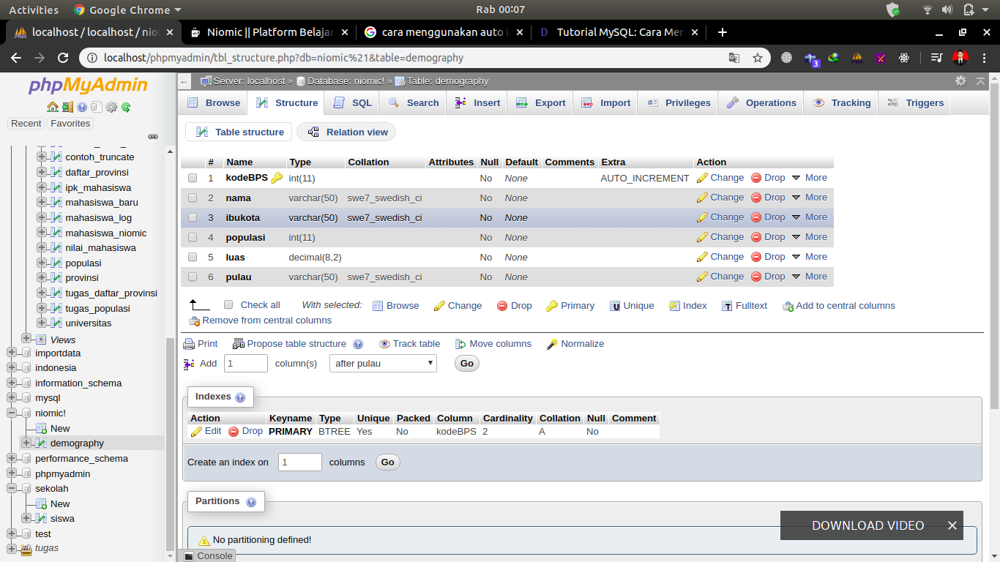 Activities Google Chrome Rab 00:07
localhost / localhost / nio Niomic || Platform Belajar cara menggunakan auto i Tutorial MySQL: Cara Mer
localhost/phpmyadmin/tbl_structure.php?db=niomic%21&table=demography 3
phpMyAdmin
Recent Favorites
contoh_truncate
daftar_provinsi
ipk_mahasiswa
mahasiswa_baru
mahasiswa_log
mahasiswa_niomic
nilai_mahasiswa
populasi
provinsi
tugas_daftar_provinsi
tugas_populasi
universitas
Views
importdata
indonesia
information_schema
mysql
niomic!
New
demography
performance_schema
phpmyadmin
sekolah
New
siswa
test
tugas
Server: localhost » Database: niomic! » Table: demography
Browse Structure SQL Search Insert Export Import Privileges Operations Tracking Triggers
Table structure Relation view
# Name Type Collation Attributes Null Default Comments Extra Action
1 kodeBPS int(11) No None AUTO_INCREMENT Change Drop More
2 nama varchar(50) swe7_swedish_ci No None Change Drop More
3 ibukota varchar(50) swe7_swedish_ci No None Change Drop More
4 populasi int(11) No None Change Drop More
5 luas decimal(8,2) No None Change Drop More
6 pulau varchar(50) swe7_swedish_ci No None Change Drop More
Check all With selected: Browse Change Drop Primary Unique Index Fulltext Add to central columns
Remove from central columns
Print Propose table structure Track table Move columns Normalize
Add 1 column(s) after pulau Go
Indexes
Action Keyname Type Unique Packed Column Cardinality Collation Null Comment
Edit Drop PRIMARY BTREE Yes No kodeBPS 2 A No
Create an index on 1 columns Go
Partitions
No partitioning defined!
DOWNLOAD VIDEO
Console